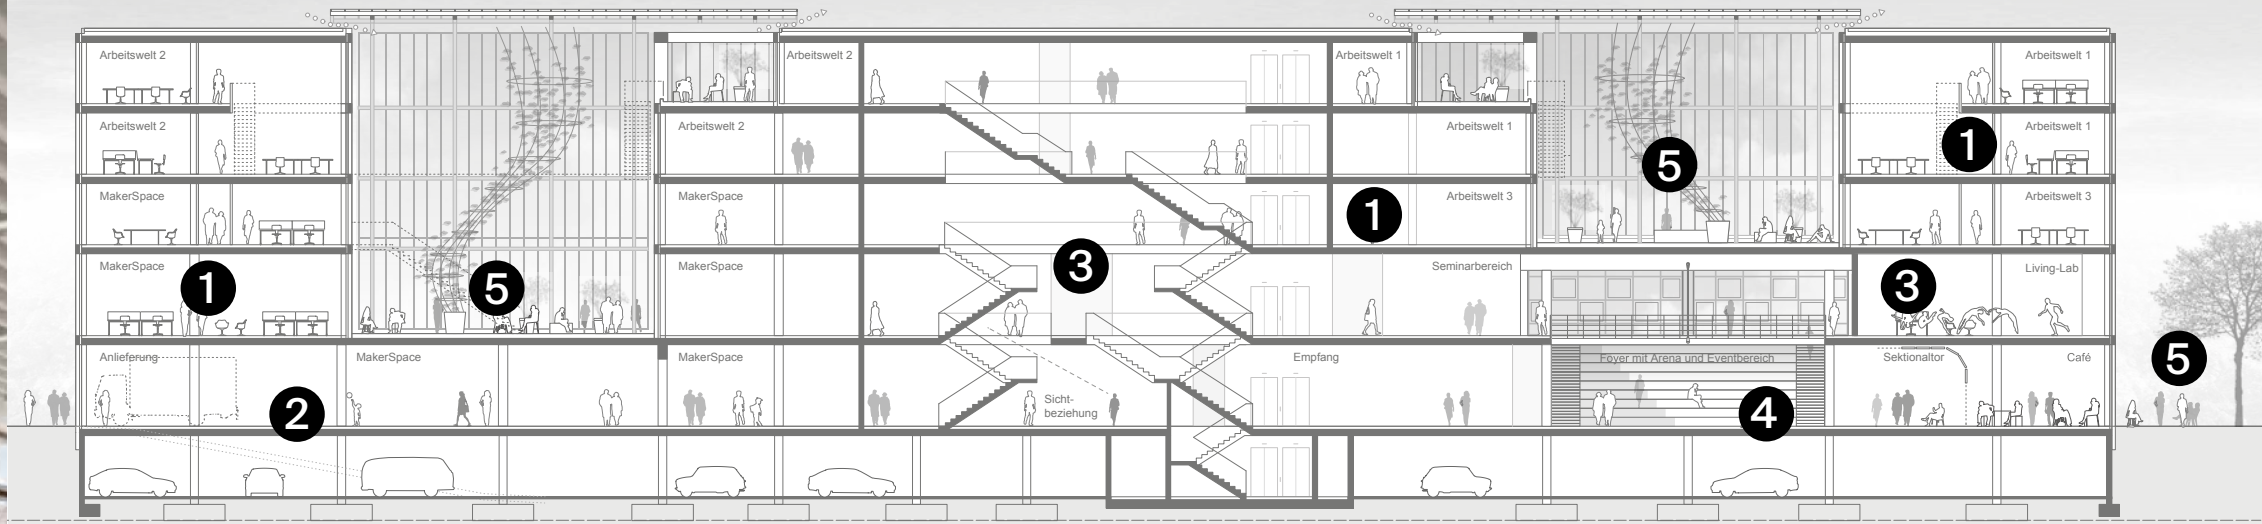 Arbeitswelt 2
Arbeitswelt 2
Arbeitswelt 1
Arbeitswelt 1
Arbeitswelt 2
Arbeitswelt 2
Arbeitswelt 1
Arbeitswelt 1
1
5
MakerSpace
MakerSpace
1
Arbeitswelt 3
Arbeitswelt 3
MakerSpace
1
5
MakerSpace
3
Seminarbereich
3
Living-Lab
Anlieferung
MakerSpace
MakerSpace
Empfang
Foyer mit Arena und Eventbereich
Sektionaltor
Café
5
2
Sicht-
beziehung
4